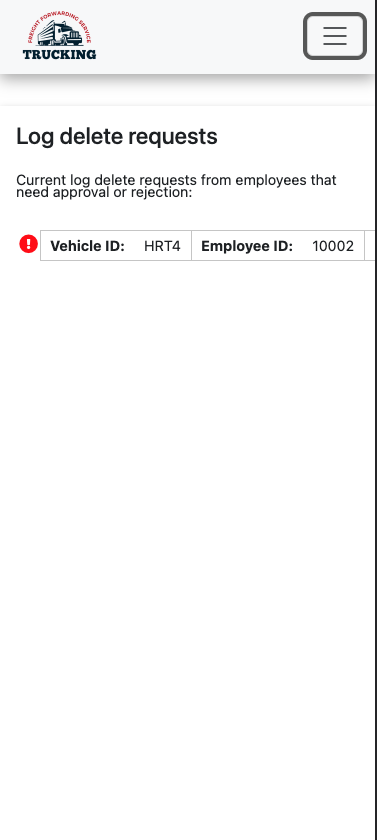 FREIGHT FORWARDING SERVICE
TRUCKING
Log delete requests
Current log delete requests from employees that
need approval or rejection:
Vehicle ID: HRT4 Employee ID: 10002